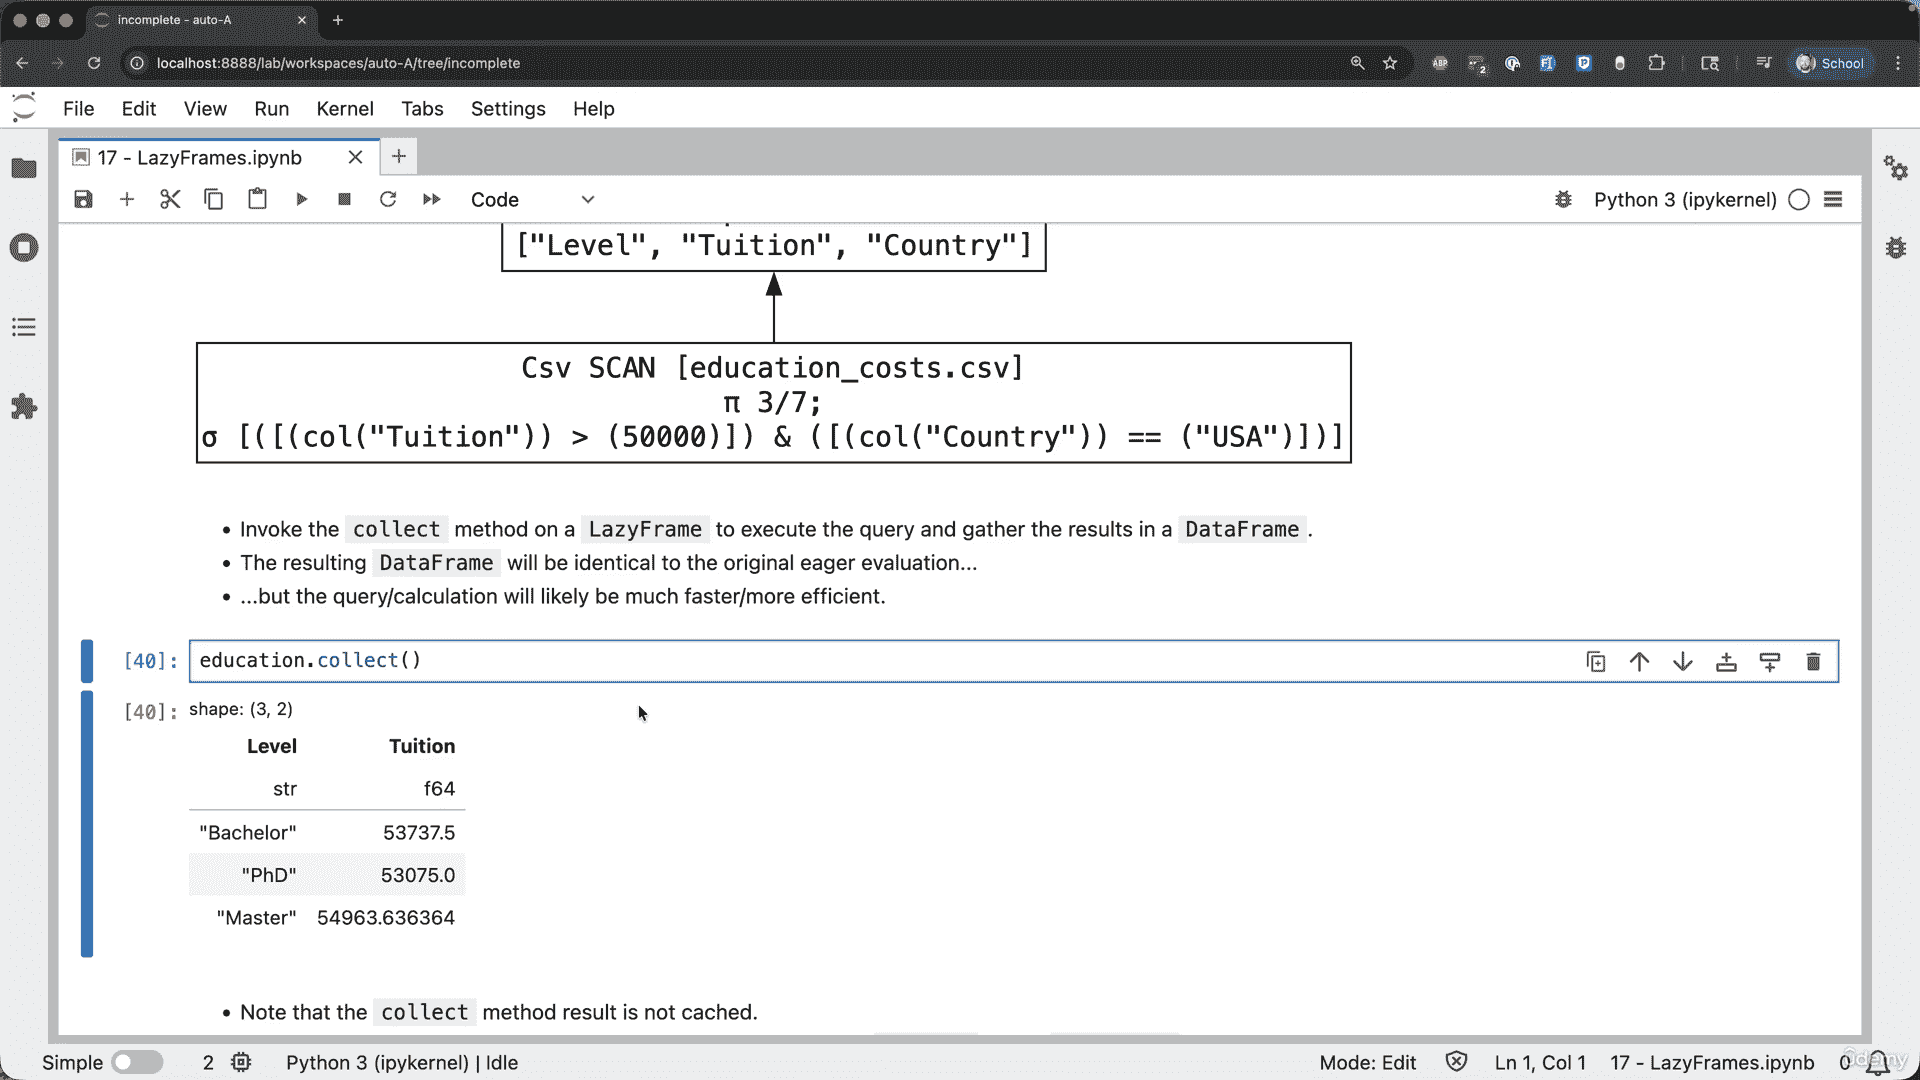 incomplete - auto-A
localhost:8888/lab/workspaces/auto-A/tree/incomplete
ABP
2
School
File Edit View Run Kernel Tabs Settings Help
17 - LazyFrames.ipynb
Code
Python 3 (ipykernel)
["Level", "Tuition", "Country"]
Csv SCAN [education_costs.csv]
π 3/7;
σ [([(col("Tuition")) > (50000)]) & ([(col("Country")) == ("USA")])]
• Invoke the collect method on a LazyFrame to execute the query and gather the results in a DataFrame.
• The resulting DataFrame will be identical to the original eager evaluation...
• ...but the query/calculation will likely be much faster/more efficient.
[40]: education.collect()
[40]: shape: (3, 2)
Level Tuition
str f64
"Bachelor" 53737.5
"PhD" 53075.0
"Master" 54963.636364
• Note that the collect method result is not cached.
Simple 2 Python 3 (ipykernel) | Idle Mode: Edit Ln 1, Col 1 17 - LazyFrames.ipynb 0
udemy